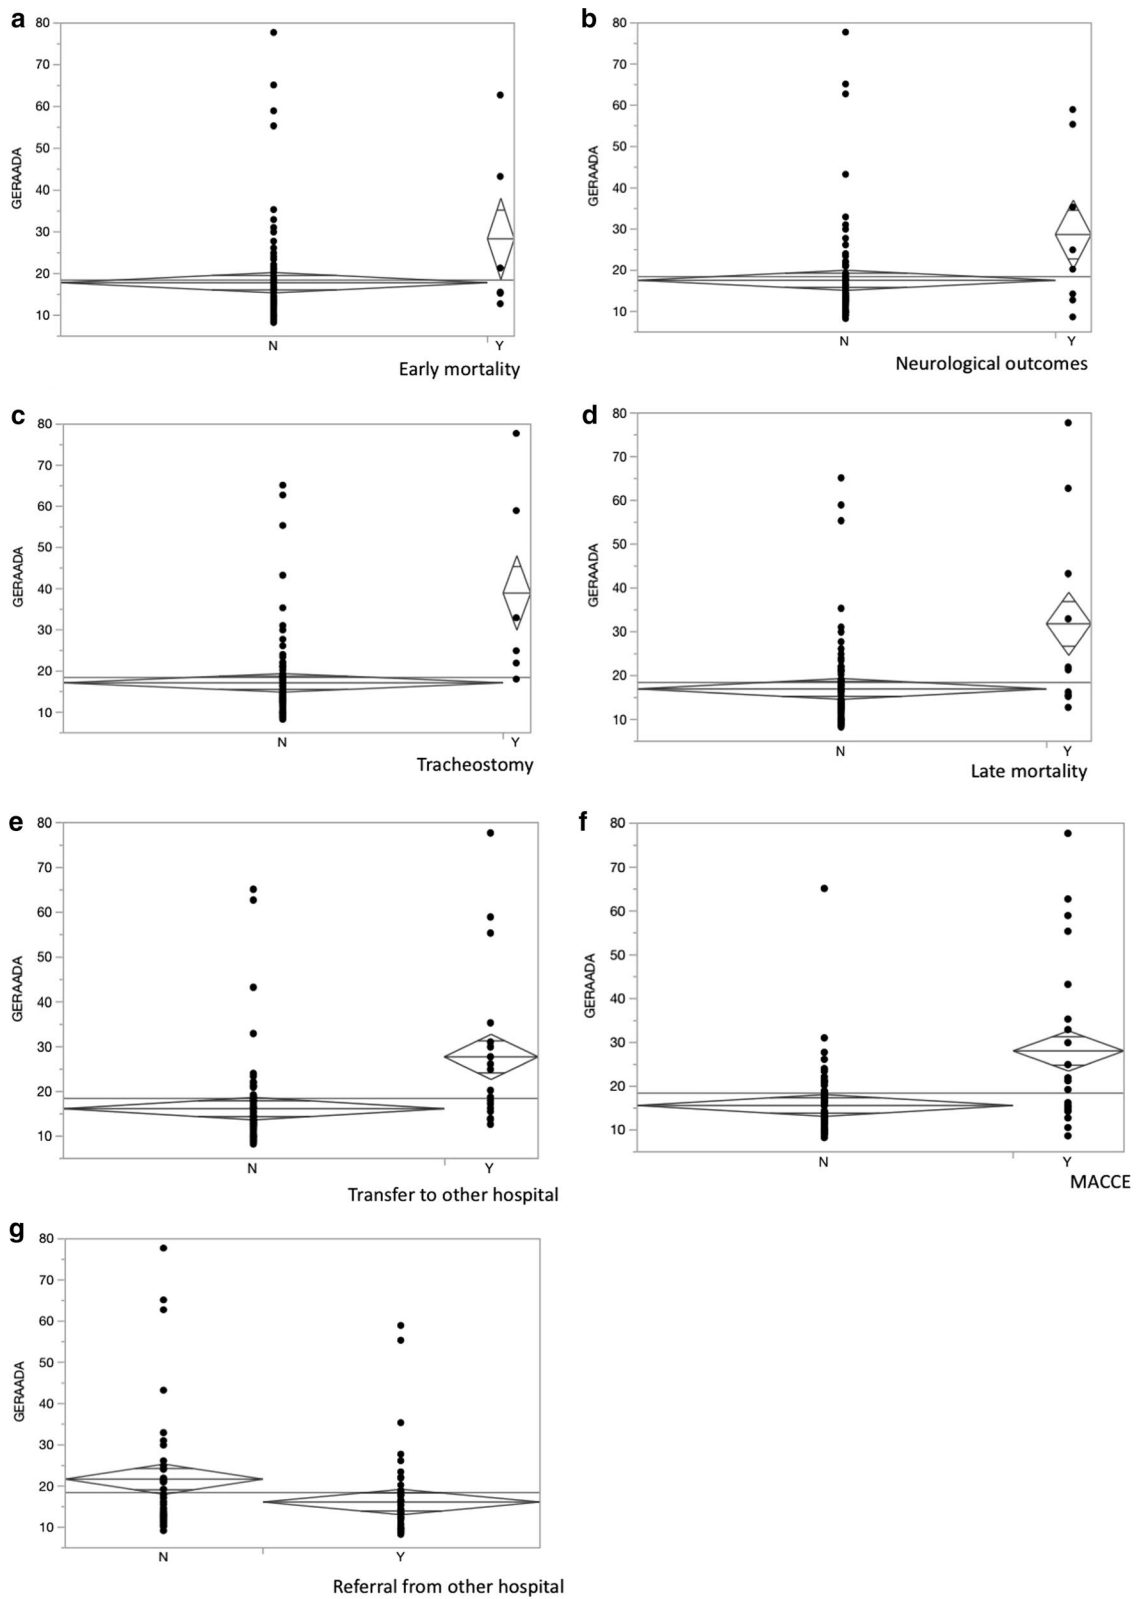 a
80
70
60
50
40
30
20
10
GERAADA
N
Y
Early mortality
b
80
70
60
50
40
30
20
10
GERAADA
N
Y
Neurological outcomes
c
80
70
60
50
40
30
20
10
GERAADA
N
Y
Tracheostomy
d
80
70
60
50
40
30
20
10
GERAADA
N
Y
Late mortality
e
80
70
60
50
40
30
20
10
GERAADA
N
Y
Transfer to other hospital
f
80
70
60
50
40
30
20
10
GERAADA
N
Y
MACCE
g
80
70
60
50
40
30
20
10
GERAADA
N
Y
Referral from other hospital